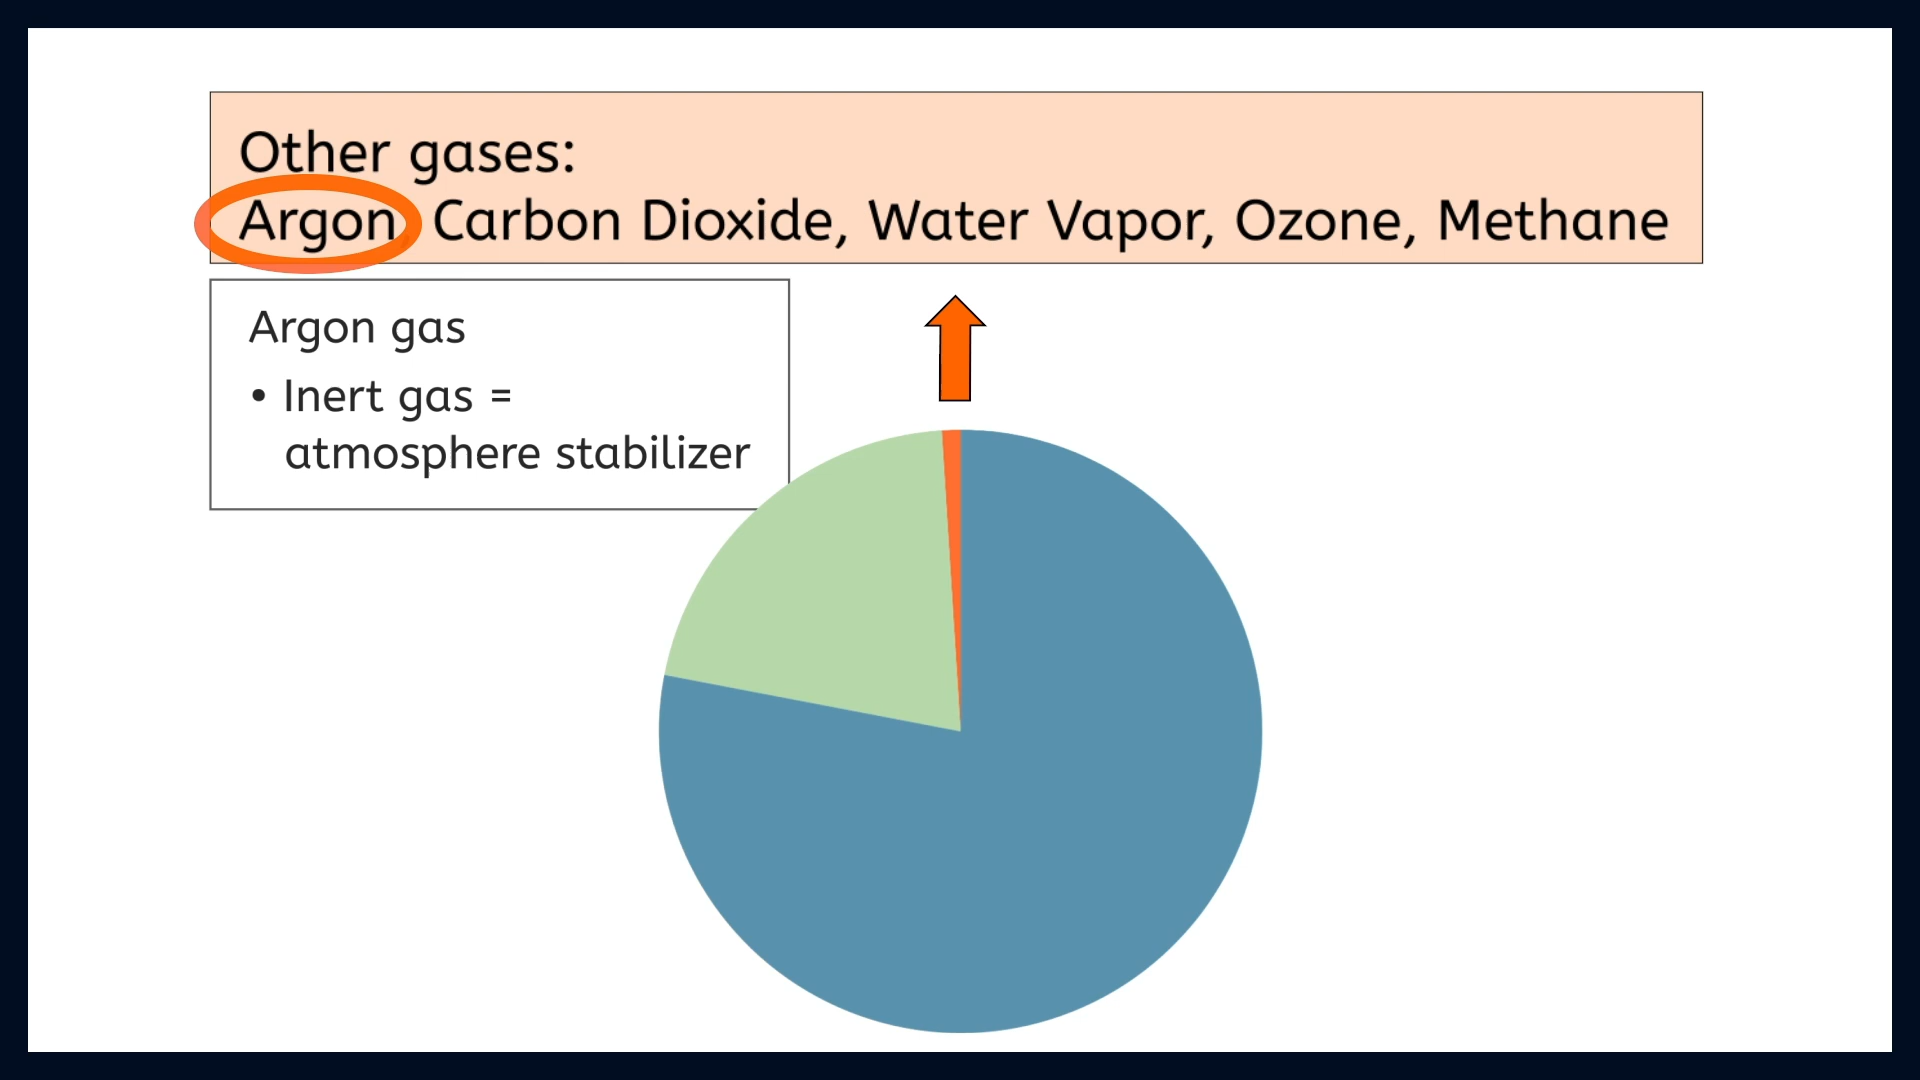 Other gases:
Argon, Carbon Dioxide, Water Vapor, Ozone, Methane
Argon gas
• Inert gas =
atmosphere stabilizer